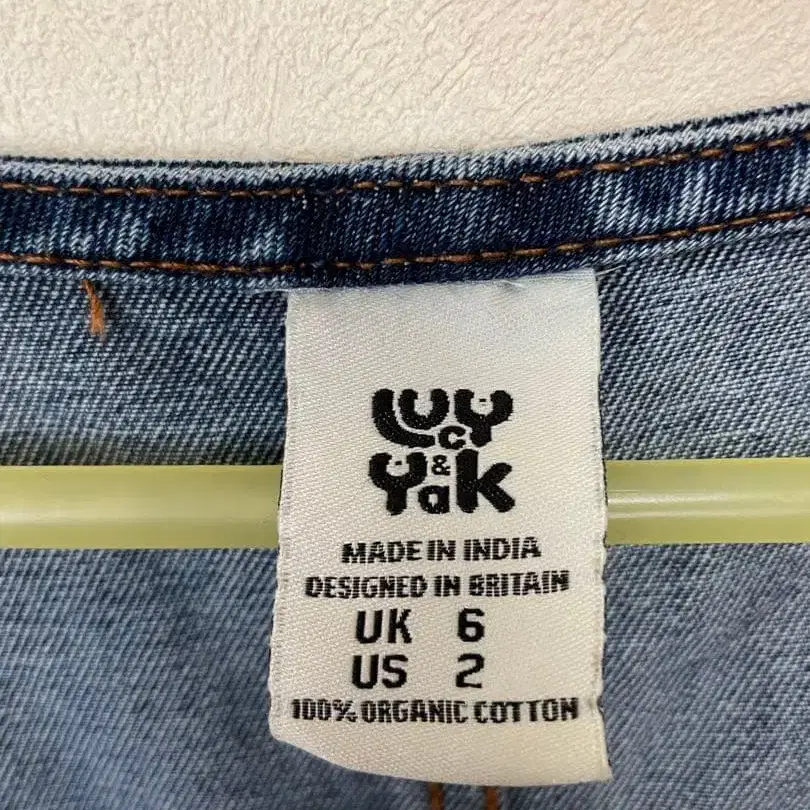 Lucy
& Yak
MADE IN INDIA
DESIGNED IN BRITAIN
UK 6
US 2
100% ORGANIC COTTON